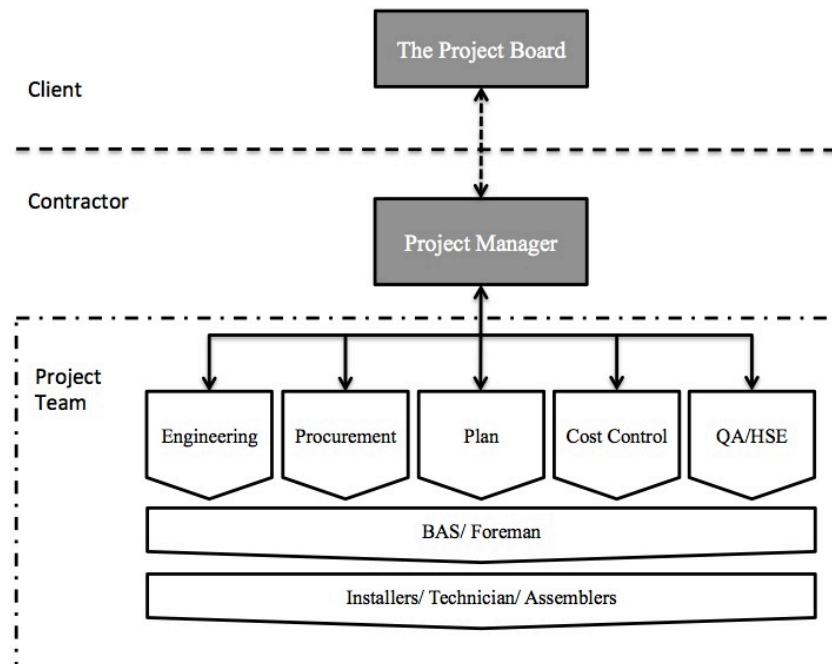 The Project Board
Client
Contractor
Project Manager
Project
Team
Engineering
Procurement
Plan
Cost Control
QA/HSE
BAS/ Foreman
Installers/ Technician/ Assemblers